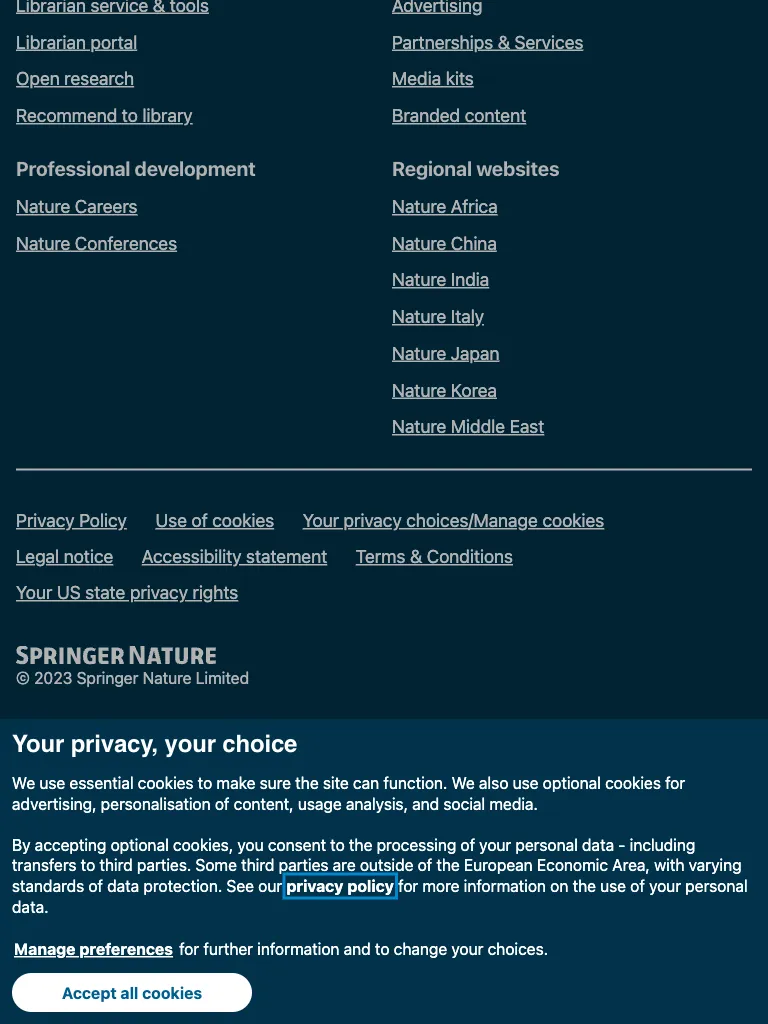 Librarian service & tools
Advertising
Librarian portal
Partnerships & Services
Open research
Media kits
Recommend to library
Branded content
Professional development
Regional websites
Nature Careers
Nature Africa
Nature Conferences
Nature China
Nature India
Nature Italy
Nature Japan
Nature Korea
Nature Middle East
Privacy Policy Use of cookies Your privacy choices/Manage cookies
Legal notice Accessibility statement Terms & Conditions
Your US state privacy rights
SPRINGER NATURE
© 2023 Springer Nature Limited
Your privacy, your choice
We use essential cookies to make sure the site can function. We also use optional cookies for
advertising, personalisation of content, usage analysis, and social media.
By accepting optional cookies, you consent to the processing of your personal data - including
transfers to third parties. Some third parties are outside of the European Economic Area, with varying
standards of data protection. See our privacy policy for more information on the use of your personal
data.
Manage preferences for further information and to change your choices.
Accept all cookies